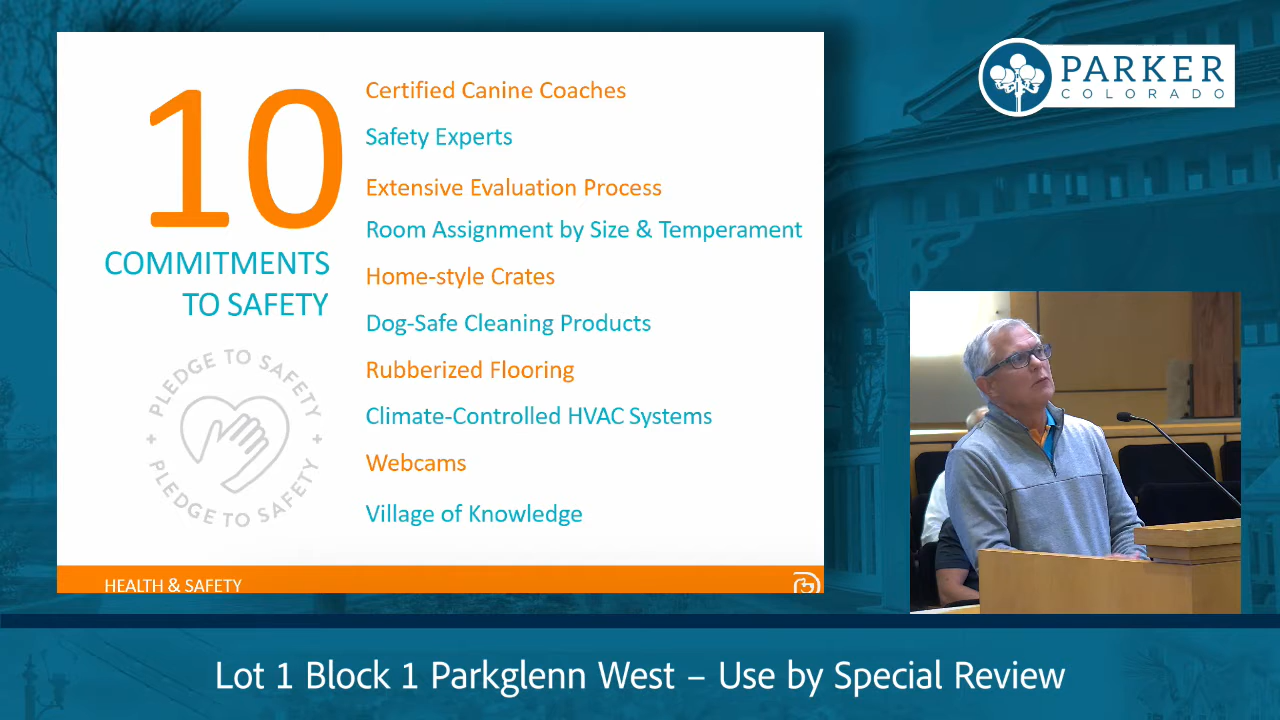 10
COMMITMENTS
TO SAFETY
PLEDGE TO SAFETY
PLEDGE TO SAFETY
Certified Canine Coaches
Safety Experts
Extensive Evaluation Process
Room Assignment by Size & Temperament
Home-style Crates
Dog-Safe Cleaning Products
Rubberized Flooring
Climate-Controlled HVAC Systems
Webcams
Village of Knowledge
HEALTH & SAFETY
PARKER
COLORADO
Lot 1 Block 1 Parkglenn West – Use by Special Review